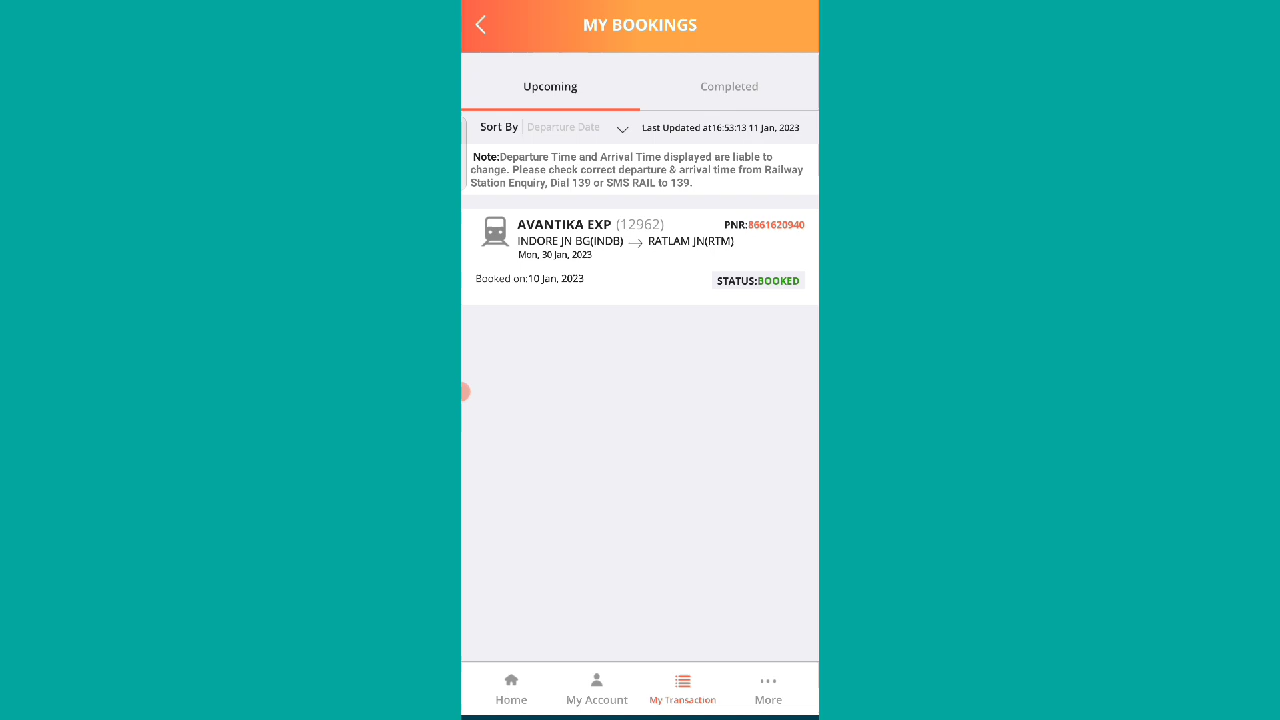 MY BOOKINGS
Upcoming
Completed
Sort By Departure Date
Last Updated at16:53:13 11 Jan, 2023
Note:Departure Time and Arrival Time displayed are liable to
change. Please check correct departure & arrival time from Railway
Station Enquiry, Dial 139 or SMS RAIL to 139.
AVANTIKA EXP (12962)
PNR:8661620940
INDORE JN BG(INDB) → RATLAM JN(RTM)
Mon, 30 Jan, 2023
Booked on:10 Jan, 2023
STATUS:BOOKED
Home
My Account
My Transaction
More